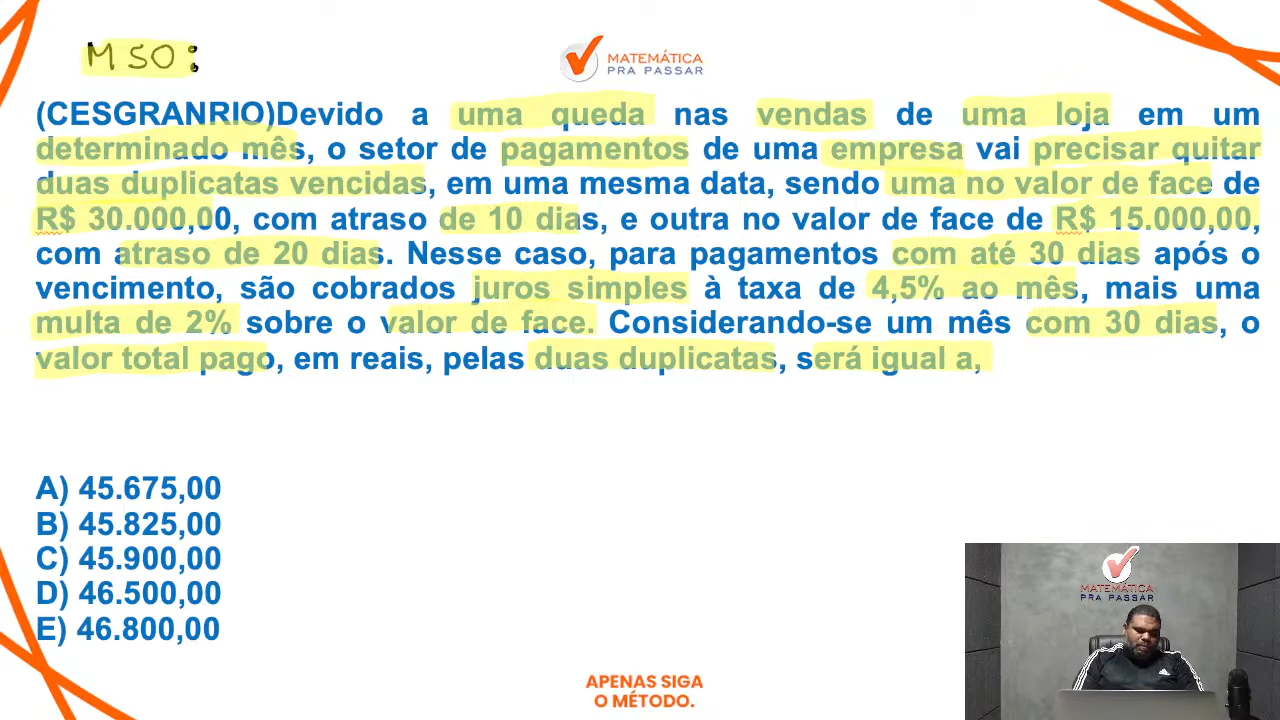 MSO:
MATEMÁTICA
PRA PASSAR
(CESGRANRIO)Devido a uma queda nas vendas de uma loja em um
determinado mês, o setor de pagamentos de uma empresa vai precisar quitar
duas duplicatas vencidas, em uma mesma data, sendo uma no valor de face de
R$ 30.000,00, com atraso de 10 dias, e outra no valor de face de R$ 15.000,00,
com atraso de 20 dias. Nesse caso, para pagamentos com até 30 dias após o
vencimento, são cobrados juros simples à taxa de 4,5% ao mês, mais uma
multa de 2% sobre o valor de face. Considerando-se um mês com 30 dias, o
valor total pago, em reais, pelas duas duplicatas, será igual a,
A) 45.675,00
B) 45.825,00
C) 45.900,00
D) 46.500,00
E) 46.800,00
MATEMÁTICA
PRA PASSAR
APENAS SIGA
O MÉTODO.